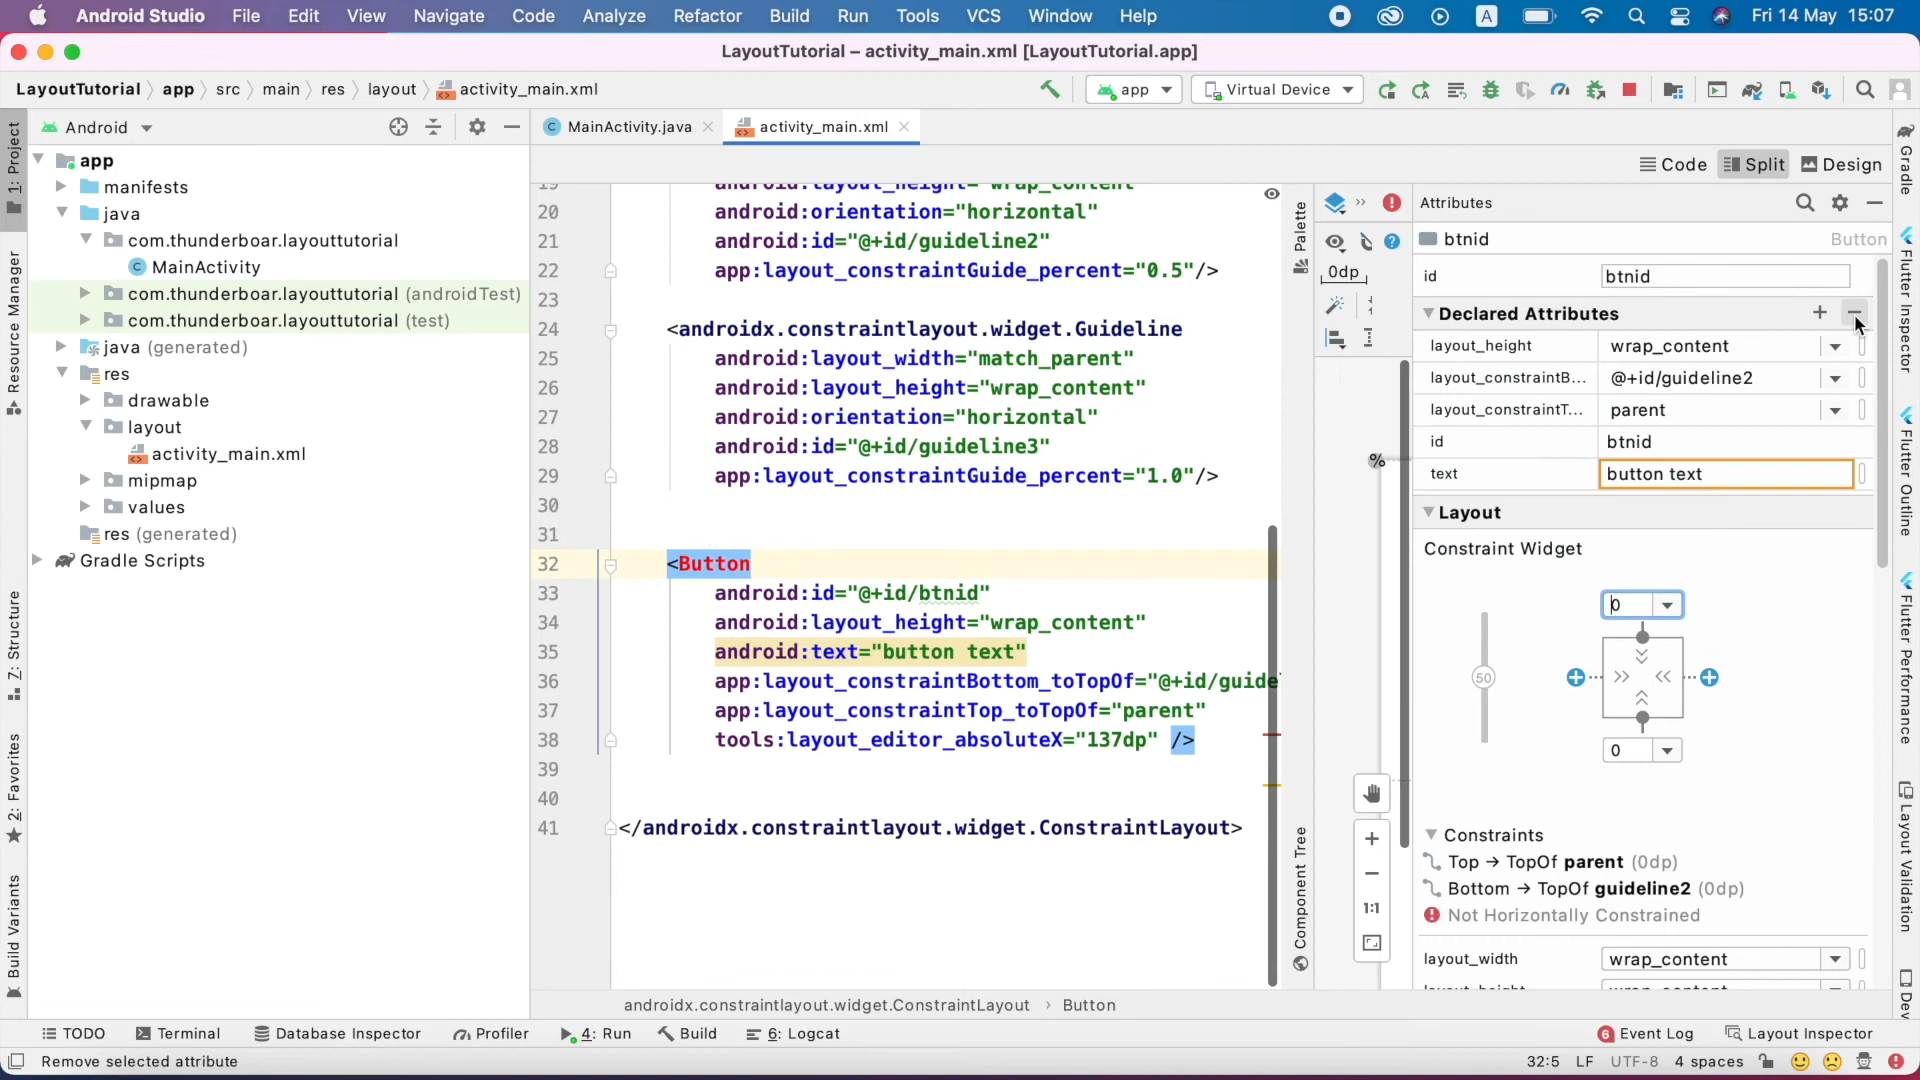 Android Studio File Edit View Navigate Code Analyze Refactor Build Run Tools VCS Window Help A Fri 14 May 15:07
LayoutTutorial – activity_main.xml [LayoutTutorial.app]
LayoutTutorial app src main res layout activity_main.xml app Virtual Device
Android MainActivity.java activity_main.xml
Code Split Design
1: Project
Resource Manager
7: Structure
2: Favorites
Build Variants
app
manifests
java
com.thunderboar.layouttutorial
MainActivity
com.thunderboar.layouttutorial (androidTest)
com.thunderboar.layouttutorial (test)
java (generated)
res
drawable
layout
activity_main.xml
mipmap
values
res (generated)
Gradle Scripts
19 android:layout_height="wrap_content"
20 android:orientation="horizontal"
21 android:id="@+id/guideline2"
22 app:layout_constraintGuide_percent="0.5"/>
23
24 <androidx.constraintlayout.widget.Guideline
25 android:layout_width="match_parent"
26 android:layout_height="wrap_content"
27 android:orientation="horizontal"
28 android:id="@+id/guideline3"
29 app:layout_constraintGuide_percent="1.0"/>
30
31
32 <Button
33 android:id="@+id/btnid"
34 android:layout_height="wrap_content"
35 android:text="button text"
36 app:layout_constraintBottom_toTopOf="@+id/guide
37 app:layout_constraintTop_toTopOf="parent"
38 tools:layout_editor_absoluteX="137dp" />
39
40
41 </androidx.constraintlayout.widget.ConstraintLayout>
androidx.constraintlayout.widget.ConstraintLayout › Button
Palette
Component Tree
0dp
%
1:1
Attributes
btnid Button
id btnid
Declared Attributes
layout_height wrap_content
layout_constraintB... @+id/guideline2
layout_constraintT... parent
id btnid
text button text
Layout
Constraint Widget
0
50
0
Constraints
Top → TopOf parent (0dp)
Bottom → TopOf guideline2 (0dp)
Not Horizontally Constrained
layout_width wrap_content
Gradle
Flutter Inspector
Flutter Outline
Flutter Performance
Layout Validation
TODO Terminal Database Inspector Profiler 4: Run Build 6: Logcat 6 Event Log Layout Inspector
Remove selected attribute 32:5 LF UTF-8 4 spaces